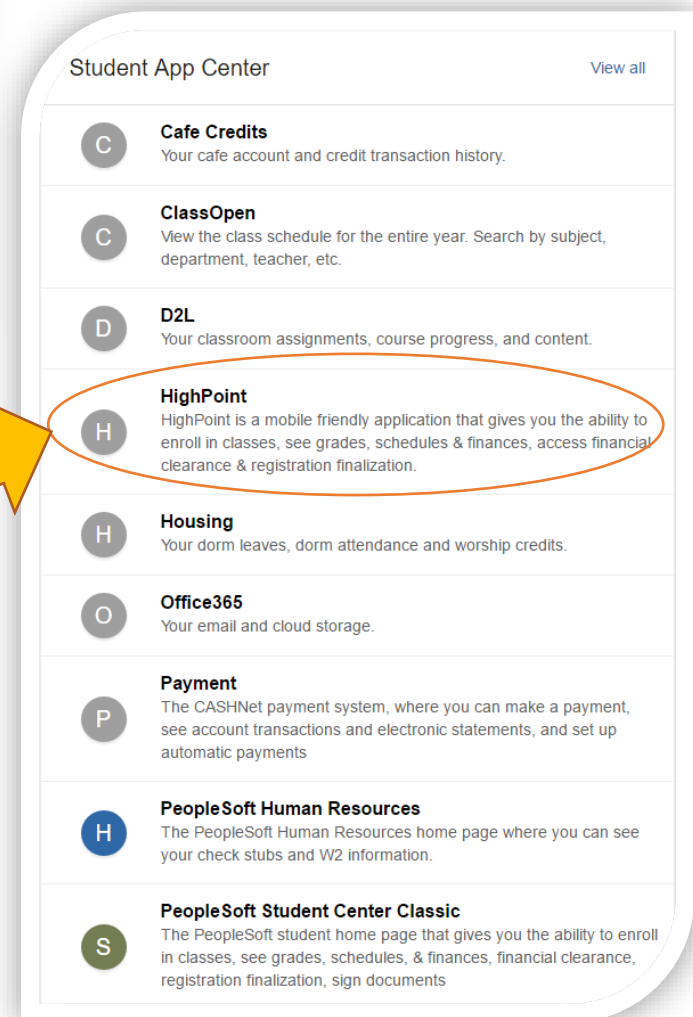 Student App Center View all
C Cafe Credits
Your cafe account and credit transaction history.
C ClassOpen
View the class schedule for the entire year. Search by subject,
department, teacher, etc.
D D2L
Your classroom assignments, course progress, and content.
H HighPoint
HighPoint is a mobile friendly application that gives you the ability to
enroll in classes, see grades, schedules & finances, access financial
clearance & registration finalization.
H Housing
Your dorm leaves, dorm attendance and worship credits.
O Office365
Your email and cloud storage.
P Payment
The CASHNet payment system, where you can make a payment,
see account transactions and electronic statements, and set up
automatic payments
H PeopleSoft Human Resources
The PeopleSoft Human Resources home page where you can see
your check stubs and W2 information.
S PeopleSoft Student Center Classic
The PeopleSoft student home page that gives you the ability to enroll
in classes, see grades, schedules, & finances, financial clearance,
registration finalization, sign documents